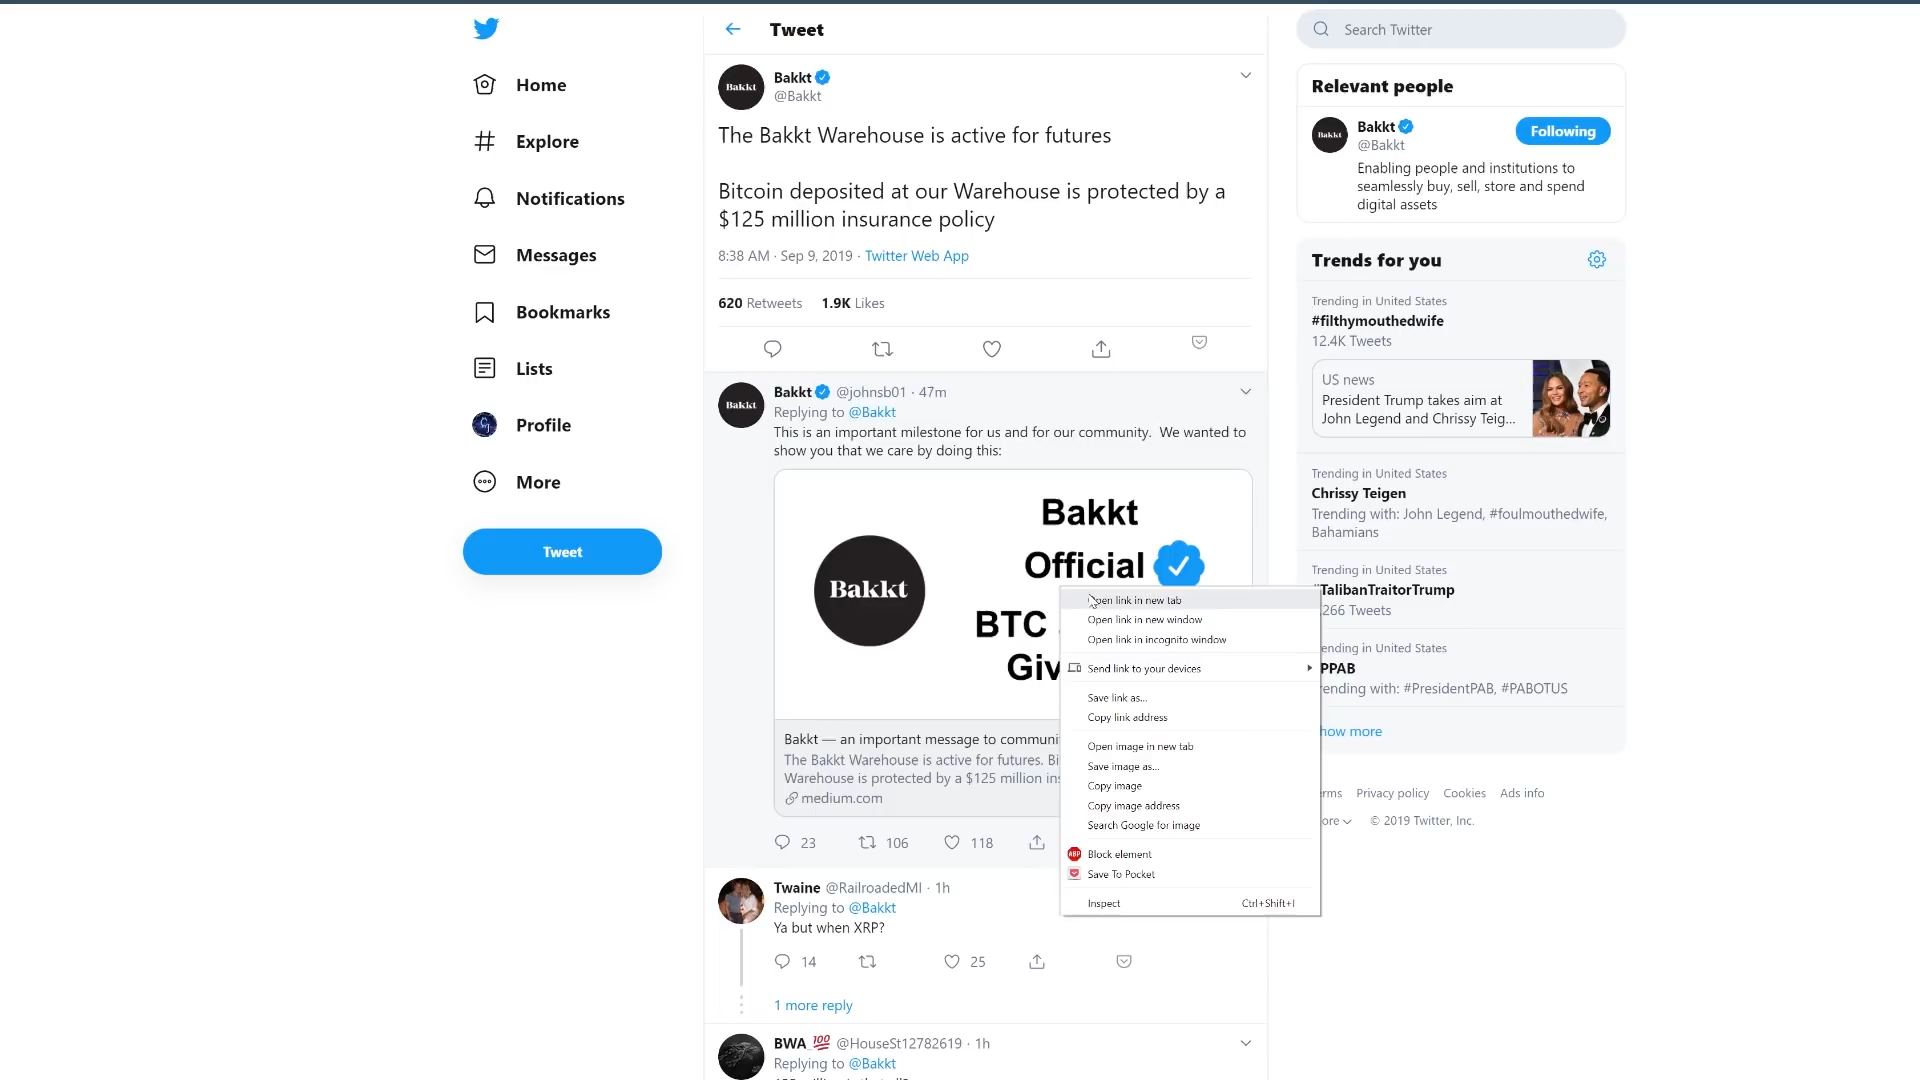 Tweet
Search Twitter
Home
Explore
Notifications
Messages
Bookmarks
Lists
Profile
More
Tweet
Bakkt
Bakkt
@Bakkt
The Bakkt Warehouse is active for futures
Bitcoin deposited at our Warehouse is protected by a
$125 million insurance policy
8:38 AM · Sep 9, 2019 · Twitter Web App
620 Retweets 1.9K Likes
Bakkt
Bakkt @johnsb01 · 47m
Replying to @Bakkt
This is an important milestone for us and for our community. We wanted to
show you that we care by doing this:
Bakkt
Bakkt
Official
BTC
Bakkt — an important message to
The Bakkt Warehouse is active for futures.
Warehouse is protected by a $125 million
medium.com
23 106 118
Open link in new tab
Open link in new window
Open link in incognito window
Send link to your devices
Save link as...
Copy link address
Open image in new tab
Save image as...
Copy image
Copy image address
Search Google for image
ABP Block element
Save To Pocket
Inspect Ctrl+Shift+I
Twaine @RailroadedMI · 1h
Replying to @Bakkt
Ya but when XRP?
14 25
1 more reply
BWA_💯 @HouseSt12782619 · 1h
Replying to @Bakkt
Relevant people
Bakkt
Bakkt
@Bakkt
Following
Enabling people and institutions to
seamlessly buy, sell, store and spend
digital assets
Trends for you
Trending in United States
#filthymouthedwife
12.4K Tweets
US news
President Trump takes aim at
John Legend and Chrissy Teig...
Trending in United States
Chrissy Teigen
Trending with: John Legend, #foulmouthedwife,
Bahamians
Trending in United States
#TalibanTraitorTrump
266 Tweets
in United States
with: #PresidentPAB, #PABOTUS
more
Privacy policy Cookies Ads info
© 2019 Twitter, Inc.